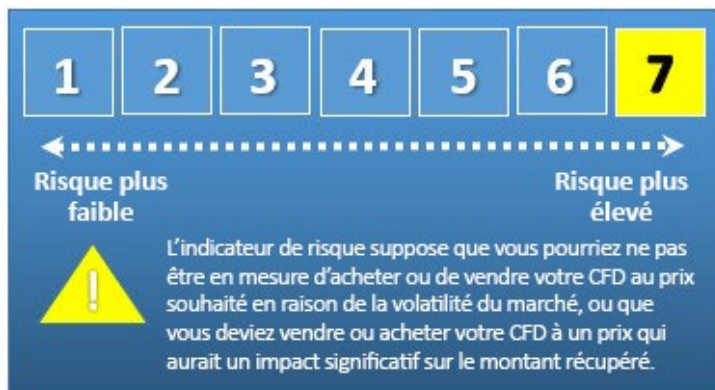 1 2 3 4 5 6 7
Risque plus faible
Risque plus élevé
!
L'indicateur de risque suppose que vous pourriez ne pas
être en mesure d'acheter ou de vendre votre CFD au prix
souhaité en raison de la volatilité du marché, ou que
vous deviez vendre ou acheter votre CFD à un prix qui
aurait un impact significatif sur le montant récupéré.